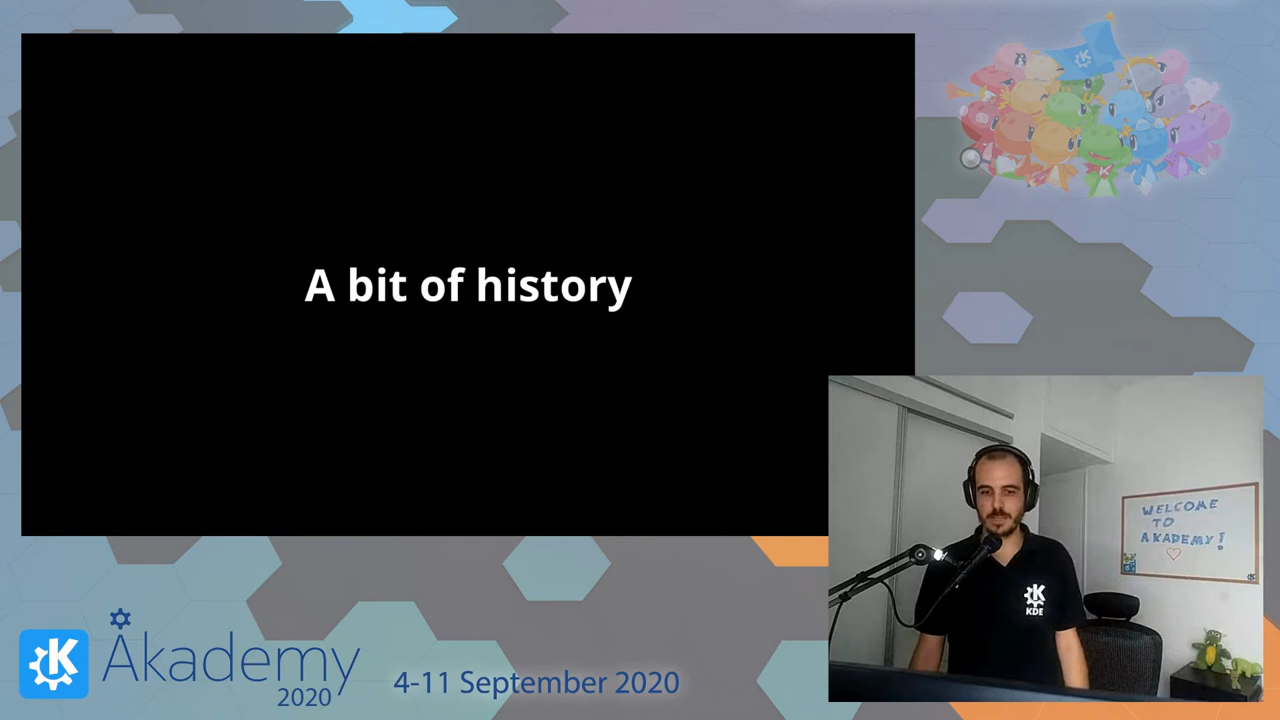 A bit of history
WELCOME
TO
AKADEMY!
KDE
Akademy
2020
4-11 September 2020